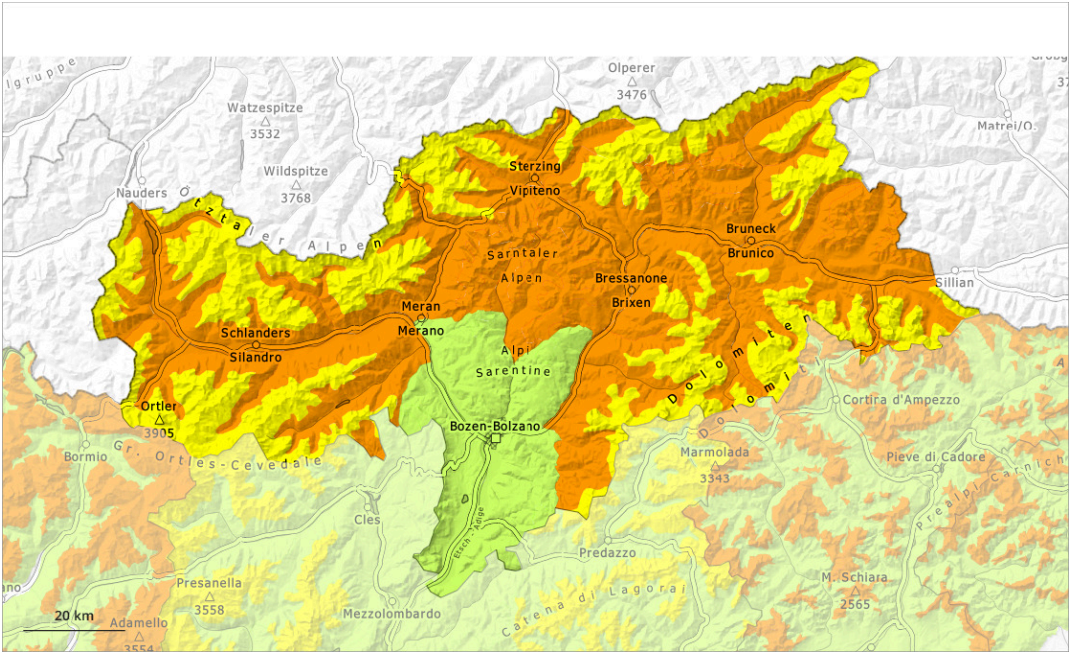 Olperer
3476
Watzespitze
3532
Matrei/O.
Wildspitze
3768
Nauders
Ötztaler Alpen
Sterzing
Vipiteno
Bruneck
Brunico
Sarntaler
Alpen
Bressanone
Brixen
Sillian
Meran
Merano
Schlanders
Silandro
Alpi
Sarentine
Dolomiten
Dolomiti
Ortler
3905
Cortina d'Ampezzo
Bozen-Bolzano
Gr. Ortles-Cevedale
Bormio
Marmolada
3343
Pieve di Cadore
Prealpi Carniche
Cles
Etsch - Adige
Predazzo
Presanella
3558
M. Schiara
2565
Mezzolombardo
Catena di Lagorai
20 km
Adamello
3554